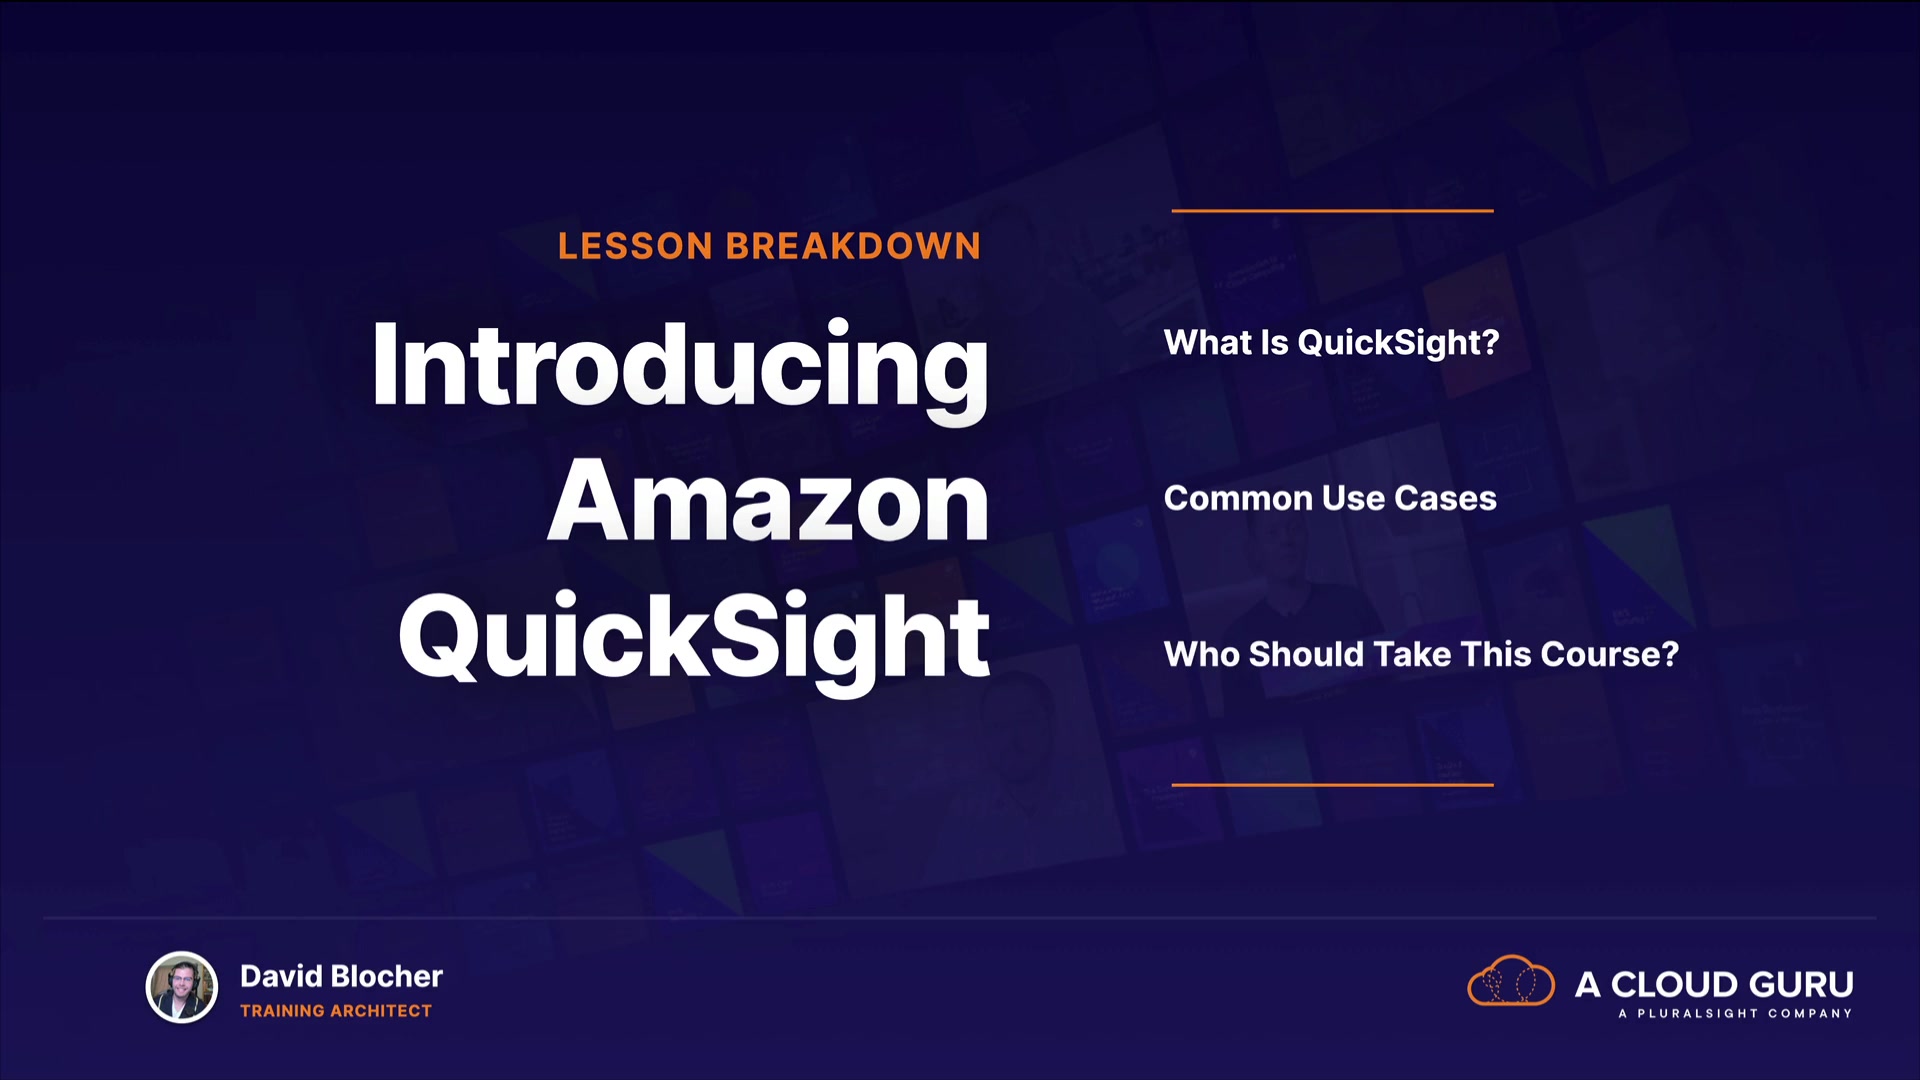 LESSON BREAKDOWN
Introducing
Amazon
QuickSight
What Is QuickSight?
Common Use Cases
Who Should Take This Course?
David Blocher
TRAINING ARCHITECT
A CLOUD GURU
A PLURALSIGHT COMPANY